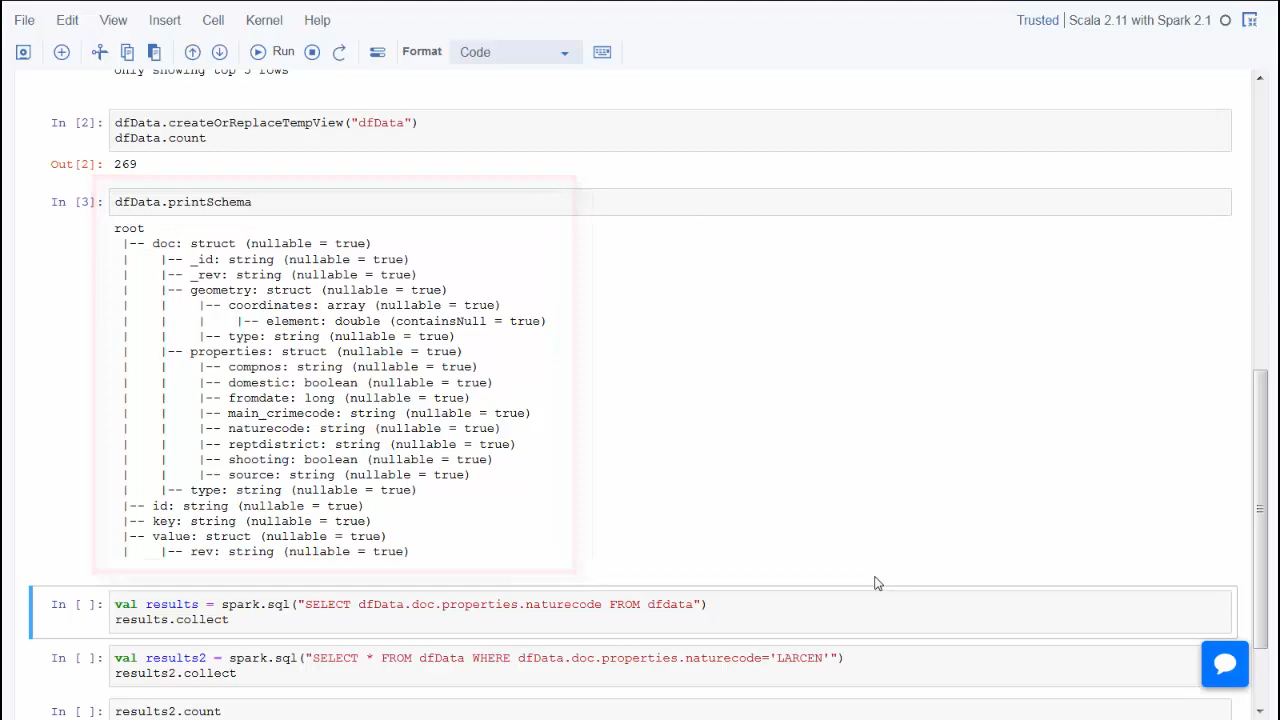 File Edit View Insert Cell Kernel Help Trusted Scala 2.11 with Spark 2.1
Run Format Code
only showing top 5 rows
In [2]: dfData.createOrReplaceTempView("dfData")
dfData.count
Out[2]: 269
In [3]: dfData.printSchema
root
|-- doc: struct (nullable = true)
| |-- _id: string (nullable = true)
| |-- _rev: string (nullable = true)
| |-- geometry: struct (nullable = true)
| | |-- coordinates: array (nullable = true)
| | | |-- element: double (containsNull = true)
| | |-- type: string (nullable = true)
| |-- properties: struct (nullable = true)
| | |-- compnos: string (nullable = true)
| | |-- domestic: boolean (nullable = true)
| | |-- fromdate: long (nullable = true)
| | |-- main_crimecode: string (nullable = true)
| | |-- naturecode: string (nullable = true)
| | |-- reptdistrict: string (nullable = true)
| | |-- shooting: boolean (nullable = true)
| | |-- source: string (nullable = true)
| |-- type: string (nullable = true)
|-- id: string (nullable = true)
|-- key: string (nullable = true)
|-- value: struct (nullable = true)
| |-- rev: string (nullable = true)
In [ ]: val results = spark.sql("SELECT dfData.doc.properties.naturecode FROM dfdata")
results.collect
In [ ]: val results2 = spark.sql("SELECT * FROM dfData WHERE dfData.doc.properties.naturecode='LARCEN'")
results2.collect
In [ ]: results2.count